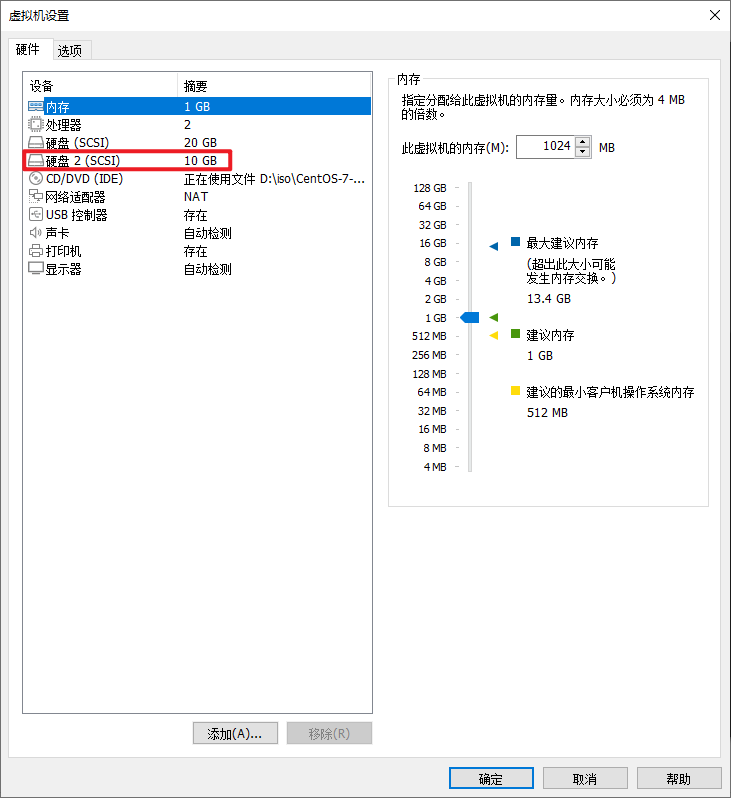 虚拟机设置
硬件 选项
设备 摘要
内存 1 GB
处理器 2
硬盘 (SCSI) 20 GB
硬盘 2 (SCSI) 10 GB
CD/DVD (IDE) 正在使用文件 D:\iso\CentOS-7-...
网络适配器 NAT
USB 控制器 存在
声卡 自动检测
打印机 存在
显示器 自动检测
添加(A)... 移除(R)
内存
指定分配给此虚拟机的内存量。内存大小必须为 4 MB
的倍数。
此虚拟机的内存(M): 1024 MB
128 GB
64 GB
32 GB
16 GB
8 GB
4 GB
2 GB
1 GB
512 MB
256 MB
128 MB
64 MB
32 MB
16 MB
8 MB
4 MB
最大建议内存
(超出此大小可能
发生内存交换。)
13.4 GB
建议内存
1 GB
建议的最小客户机操作系统内存
512 MB
确定 取消 帮助